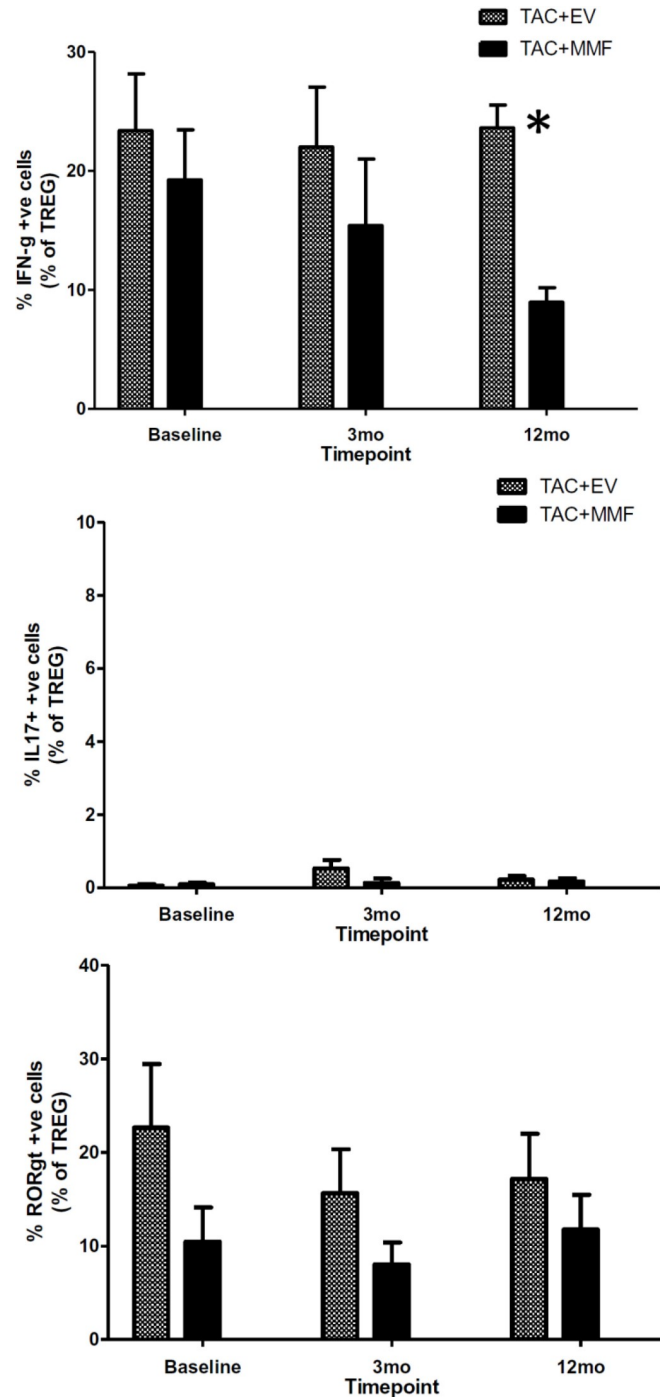 TAC+EV
TAC+MMF
% IFN-g +ve cells
(% of TREG)
30
20
10
0
*
Baseline
3mo
12mo
Timepoint
TAC+EV
TAC+MMF
% IL17+ +ve cells
(% of TREG)
10
8
6
4
2
0
Baseline
3mo
12mo
Timepoint
% RORgt +ve cells
(% of TREG)
40
30
20
10
0
Baseline
3mo
12mo
Timepoint